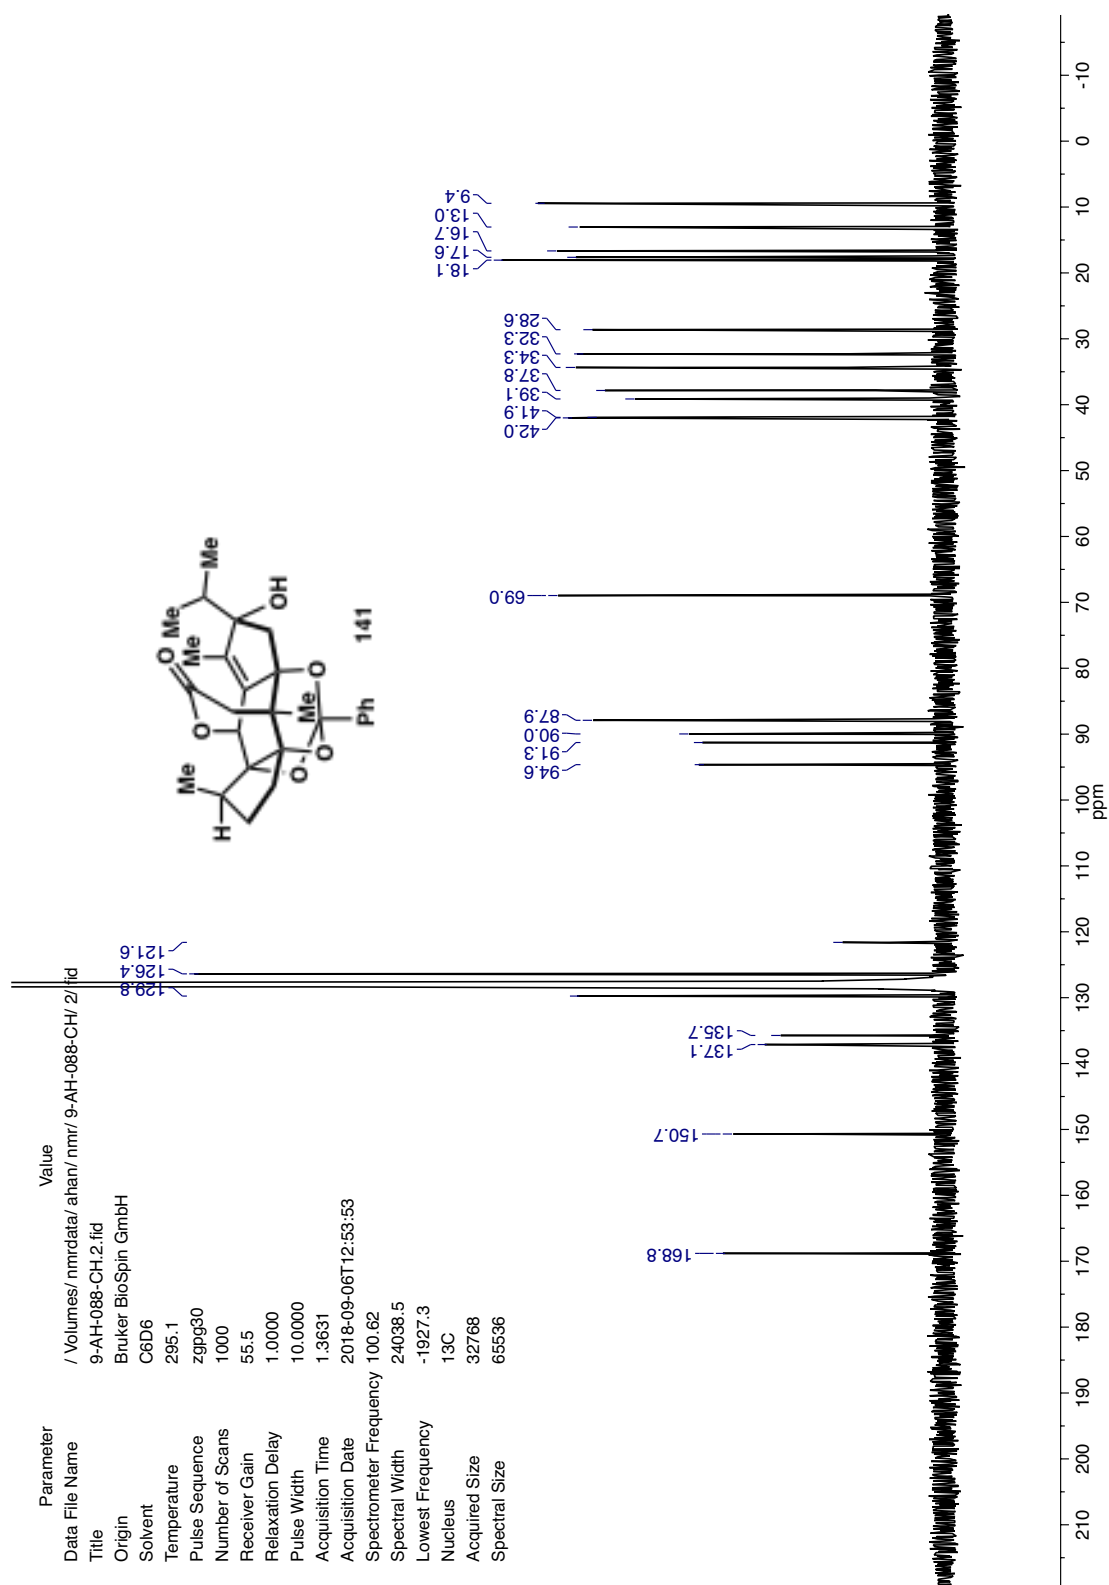 Parameter Value
Data File Name / Volumes/ nmrdata/ ahan/ nmr/ 9-AH-088-CH/ 2/ fid
Title 9-AH-088-CH.2.fid
Origin Bruker BioSpin GmbH
Solvent C6D6
Temperature 295.1
Pulse Sequence zgpg30
Number of Scans 1000
Receiver Gain 55.5
Relaxation Delay 1.0000
Pulse Width 10.0000
Acquisition Time 1.3631
Acquisition Date 2018-09-06T12:53:53
Spectrometer Frequency 100.62
Spectral Width 24038.5
Lowest Frequency -1927.3
Nucleus 13C
Acquired Size 32768
Spectral Size 65536
H
Me
O
O
Me
Me
Me
OH
O
Me
O
O
Ph
141
168.8
150.7
137.1
135.7
129.8
126.4
121.6
94.6
91.3
90.0
87.9
69.0
42.0
41.9
39.1
37.8
34.3
32.3
28.6
18.1
17.6
16.7
13.0
9.4
210 200 190 180 170 160 150 140 130 120 110 100 90 80 70 60 50 40 30 20 10 0 -10
ppm